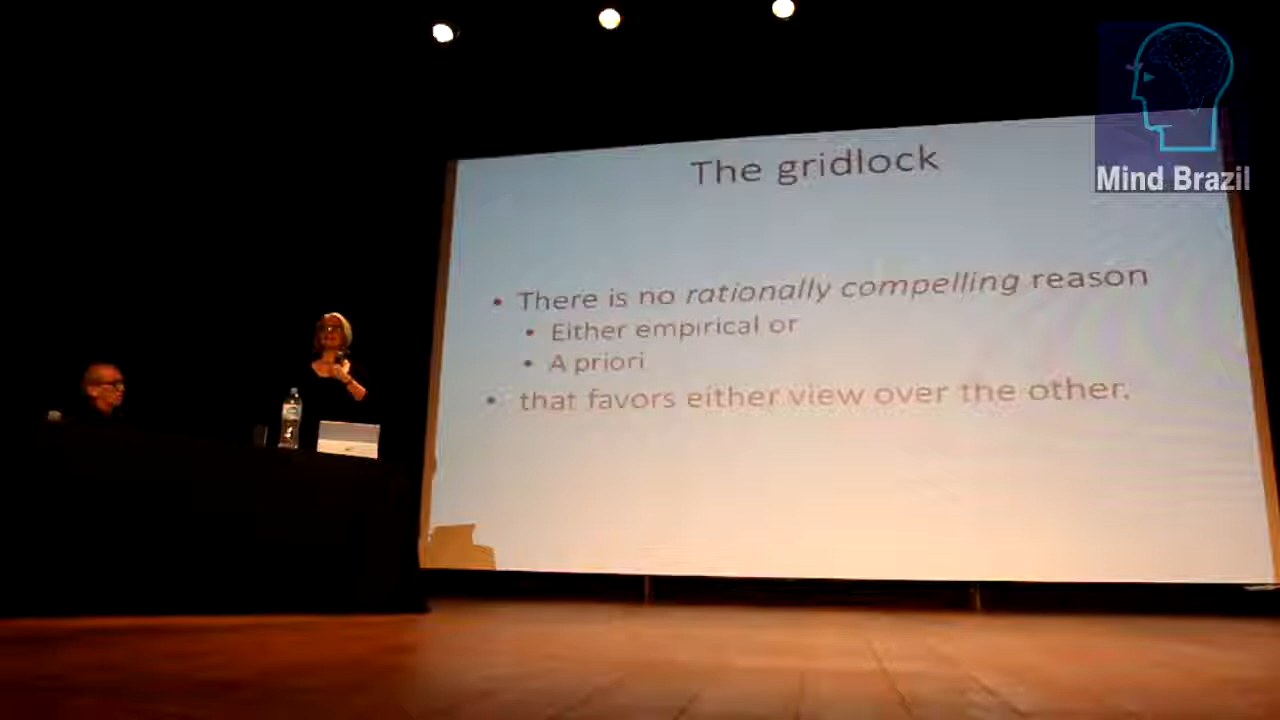 The gridlock
Mind Brazil
• There is no rationally compelling reason
• Either empirical or
• A priori
• that favors either view over the other.